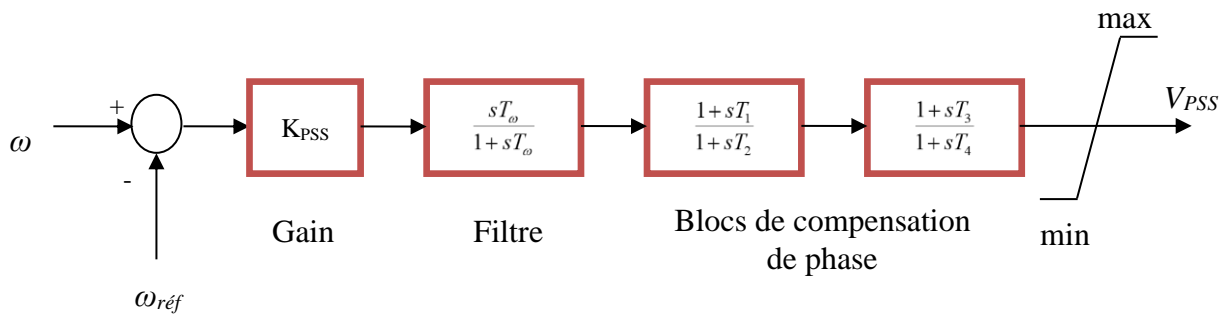 max
+
ω
K_PSS
sT_ω
1 + sT_ω
1 + sT_1
1 + sT_2
1 + sT_3
1 + sT_4
V_PSS
-
Gain
Filtre
Blocs de compensation
de phase
min
ω_réf